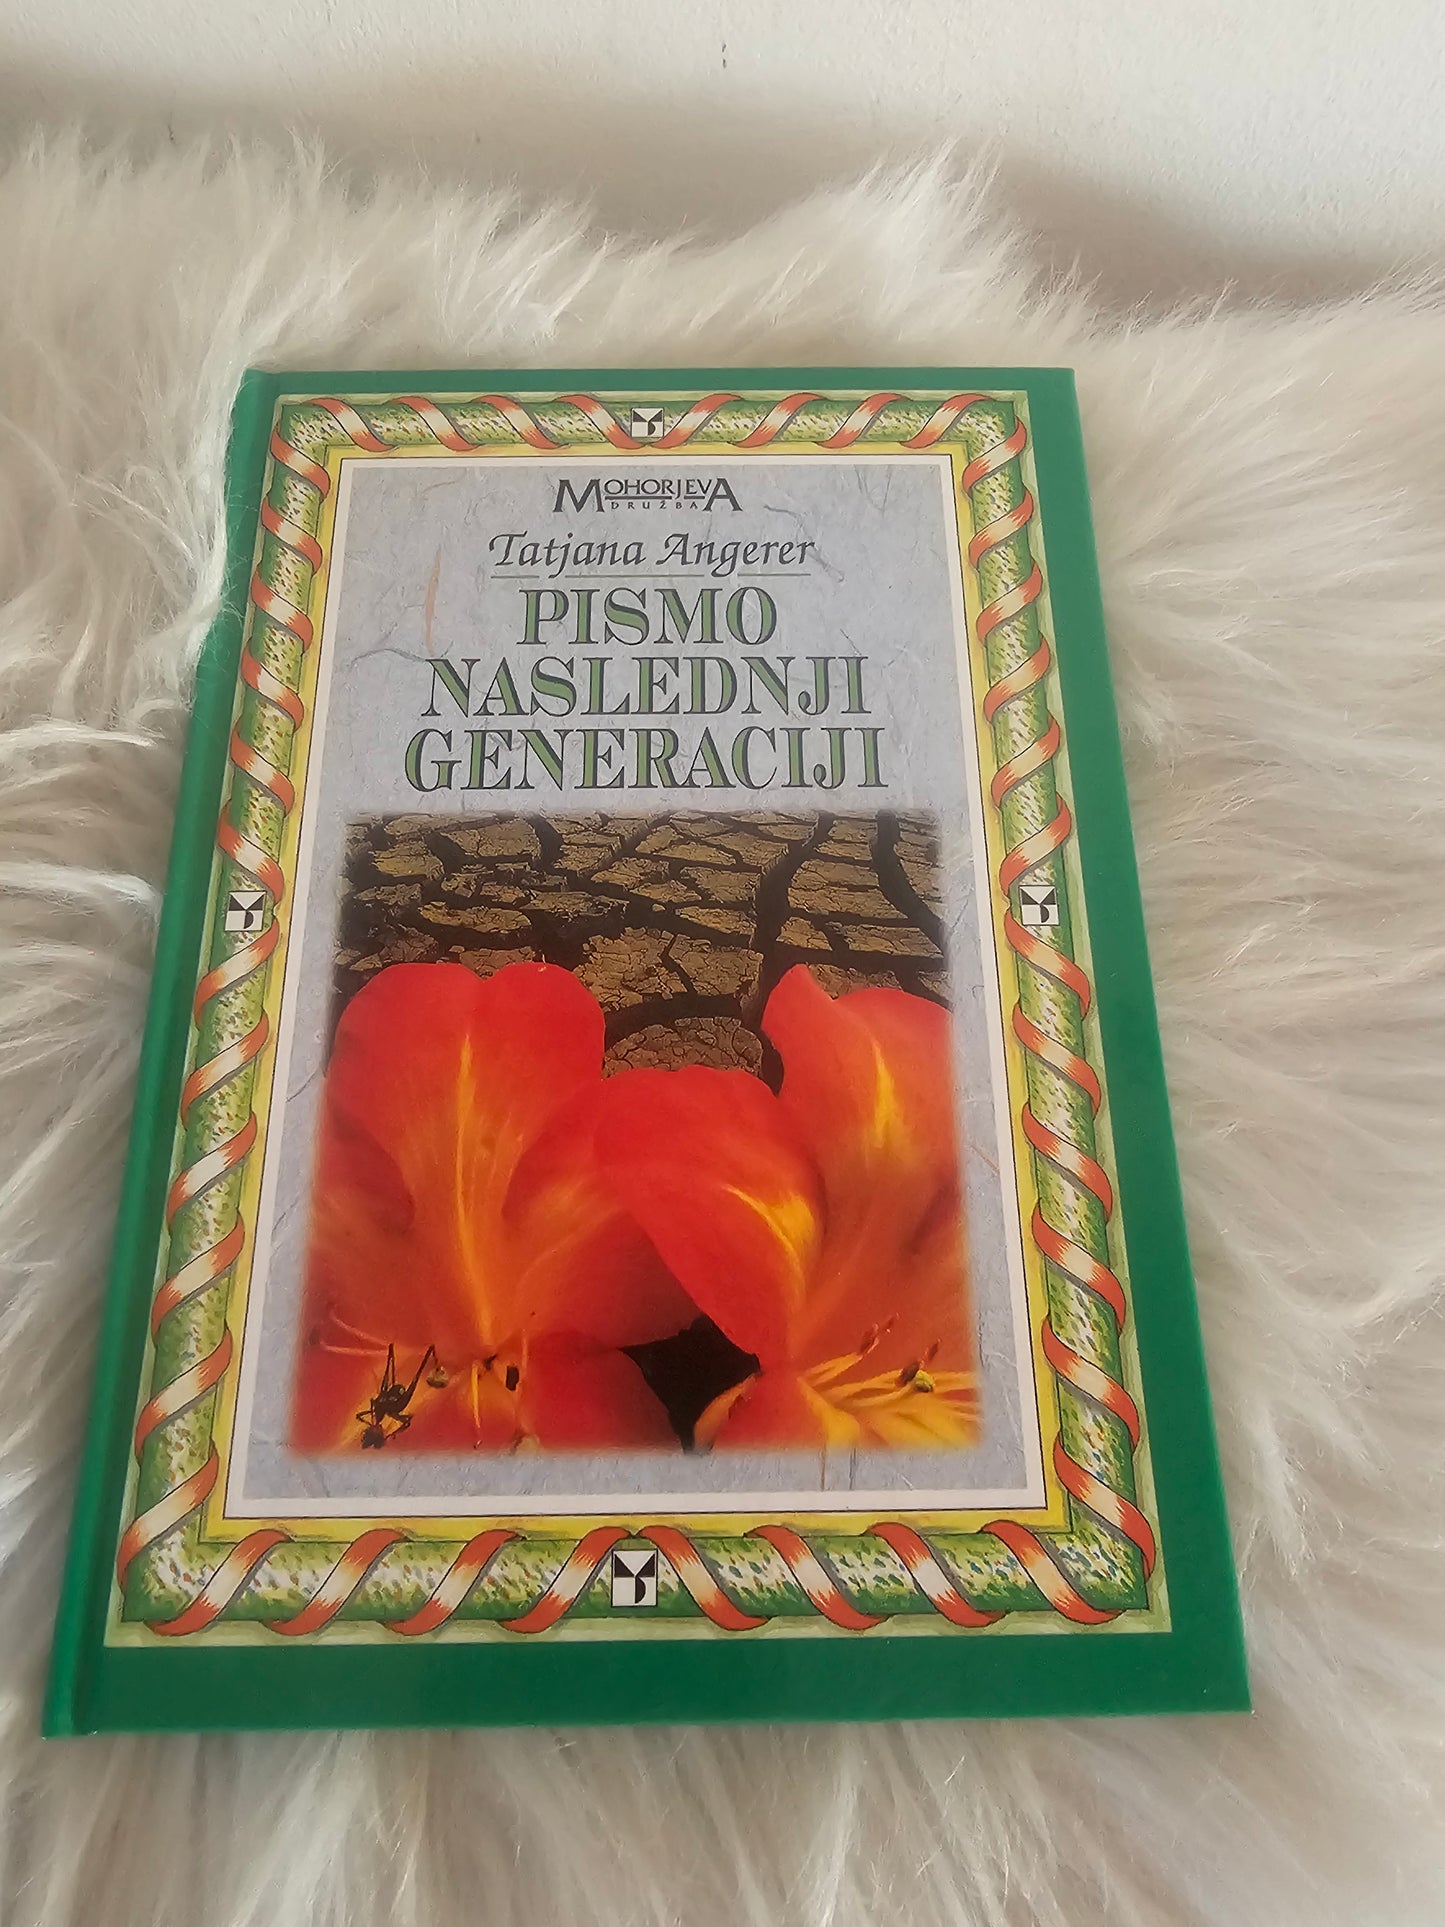 MOHORJEVA
DRUŽBA
Tatjana Angerer
PISMO
NASLEDNJI
GENERACIJI